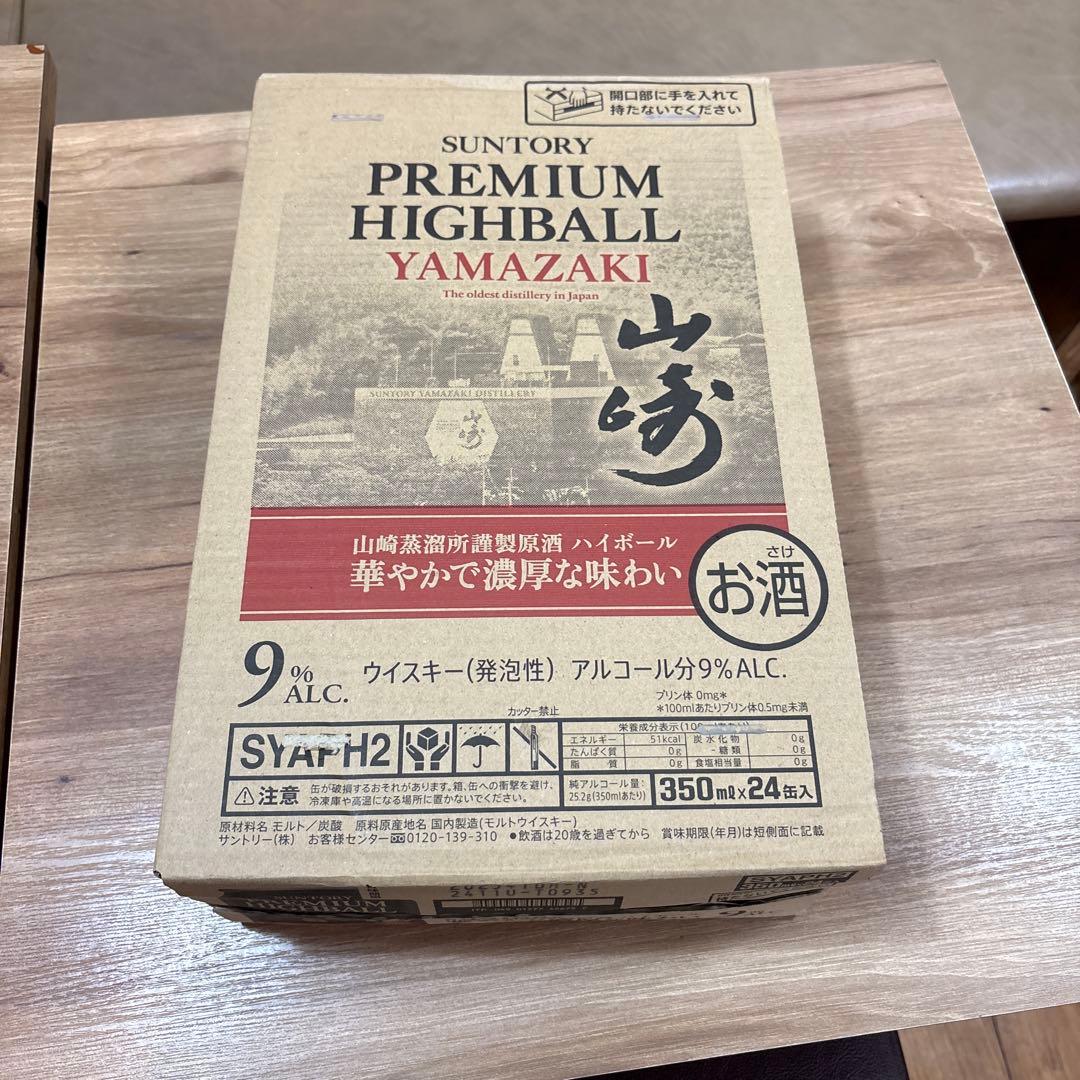 開口部に手を入れて
持たないでください
SUNTORY
PREMIUM
HIGHBALL
YAMAZAKI
The oldest distillery in Japan
山崎
SUNTORY YAMAZAKI DISTILLERY
山崎
山崎蒸溜所謹製原酒 ハイボール
華やかで濃厚な味わい
さけ
お酒
9% ALC.
ウイスキー(発泡性) アルコール分9%ALC.
プリン体 0mg*
*100mlあたりプリン体0.5mg未満
カッター禁止
SYAPH2
栄養成分表示
エネルギー 51kcal 炭水化物 0g
たんぱく質 0g -糖類 0g
脂質 0g 食塩相当量 0g
注意 缶が破損するおそれがあります。箱、缶への衝撃を避け、
冷凍庫や高温になる場所に置かないでください。
純アルコール量:
25.2g(350mlあたり)
350ml×24缶入
原材料名 モルト/炭酸 原料原産地名 国内製造(モルトウイスキー)
サントリー(株) お客様センター 0120-139-310 ●飲酒は20歳を過ぎてから 賞味期限(年月)は短側面に記載
SYAPH2
24T1U-T0935
PREMIUM
HIGHBALL